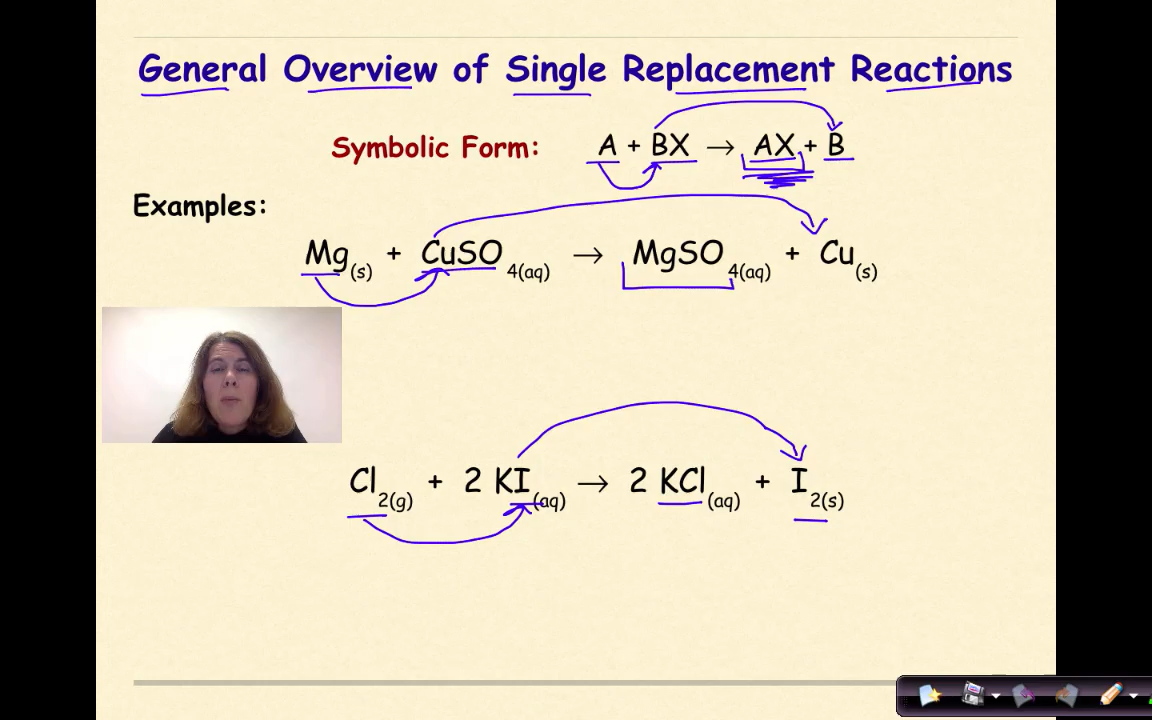 General Overview of Single Replacement Reactions
Symbolic Form: A + BX → AX + B
Examples:
Mg(s) + CuSO4(aq) → MgSO4(aq) + Cu(s)
Cl2(g) + 2 KI(aq) → 2 KCl(aq) + I2(s)